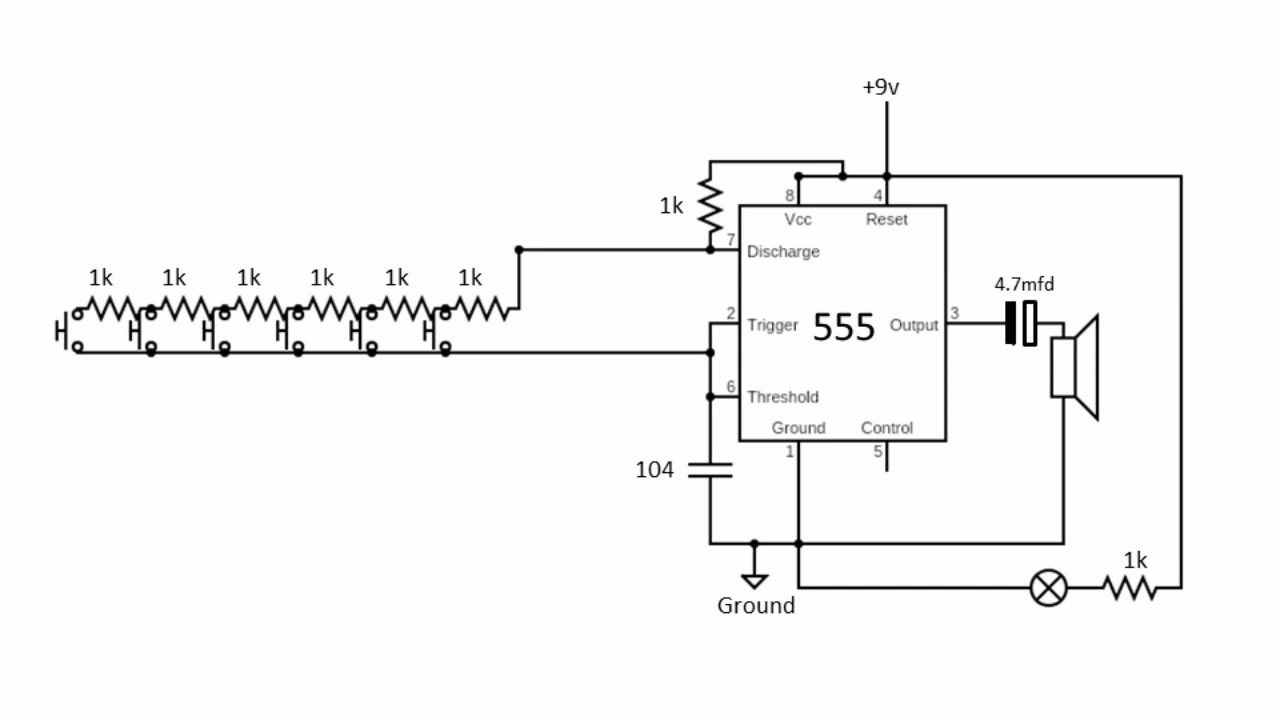 +9v
1k
8
4
Vcc
Reset
7
Discharge
1k
1k
1k
1k
1k
1k
4.7mfd
2
Trigger
555
Output
3
6
Threshold
Ground
Control
1
5
104
1k
Ground